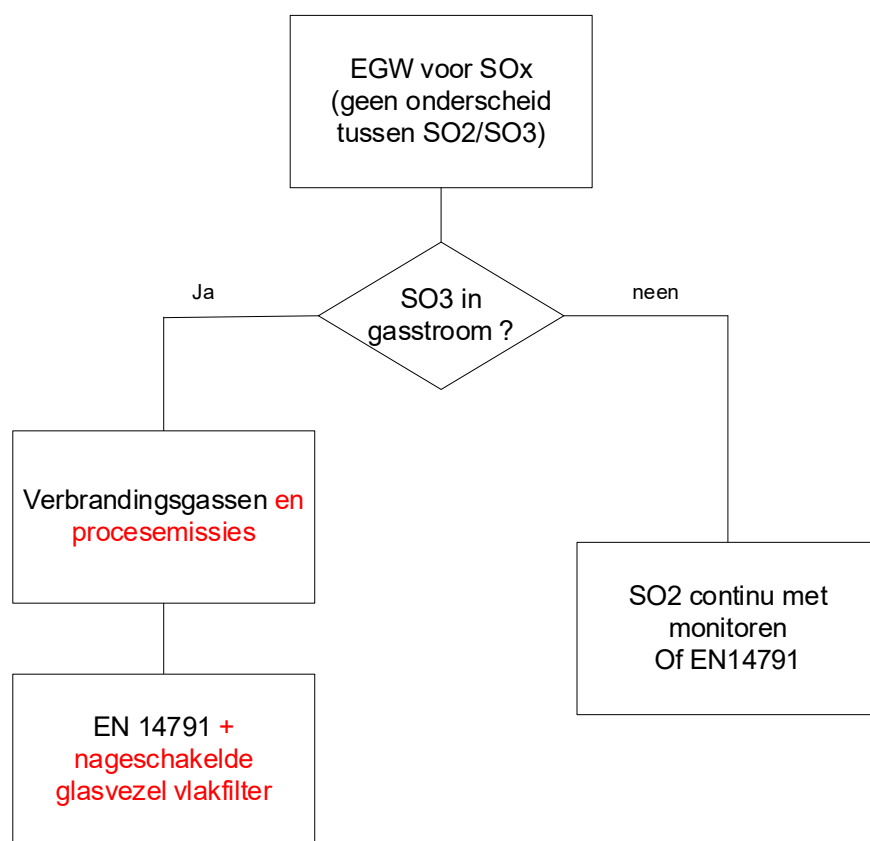 EGW voor SOx
(geen onderscheid
tussen SO2/SO3)
Ja
SO3 in
gasstroom ?
neen
Verbrandingsgassen en
procesemissies
SO2 continu met
monitoren
Of EN14791
EN 14791 +
nageschakelde
glasvezel vlakfilter